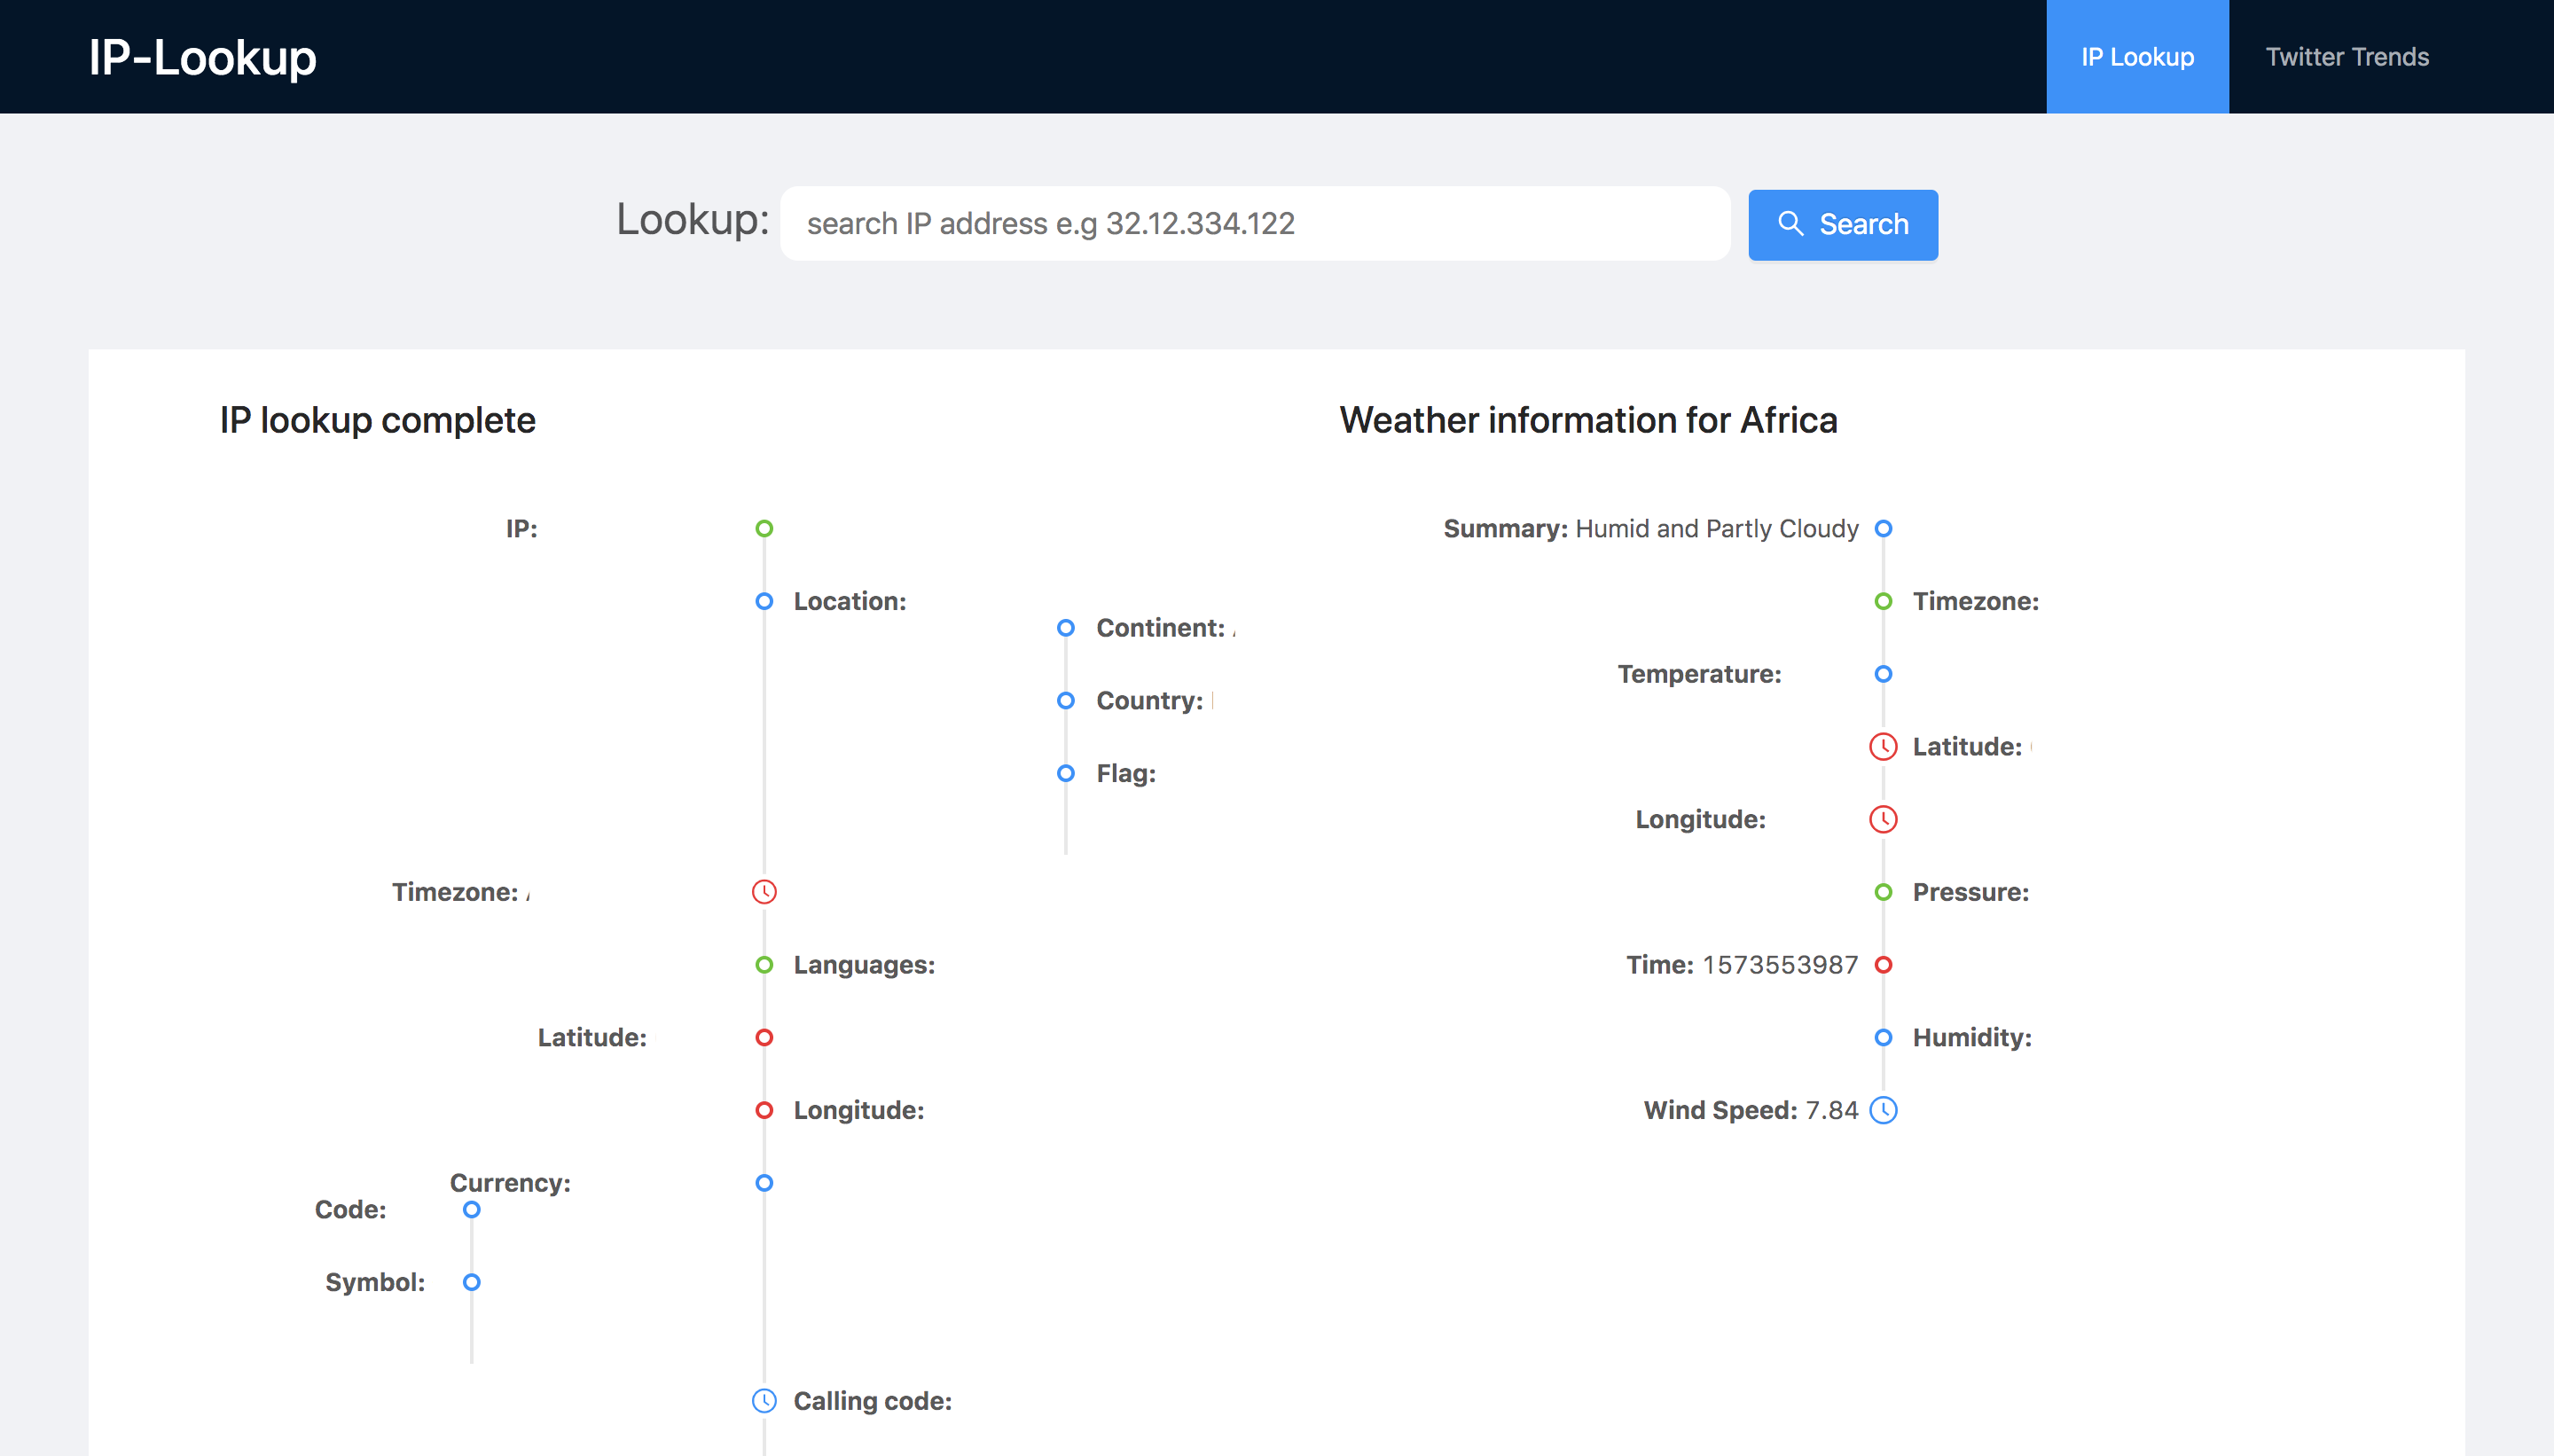 IP-Lookup
IP Lookup
Twitter Trends
Lookup:
search IP address e.g 32.12.334.122
Search
IP lookup complete
IP:
Location:
Continent:
Country:
Flag:
Timezone:
Languages:
Latitude:
Longitude:
Currency:
Code:
Symbol:
Calling code:
Weather information for Africa
Summary: Humid and Partly Cloudy
Timezone:
Temperature:
Latitude:
Longitude:
Pressure:
Time: 1573553987
Humidity:
Wind Speed: 7.84